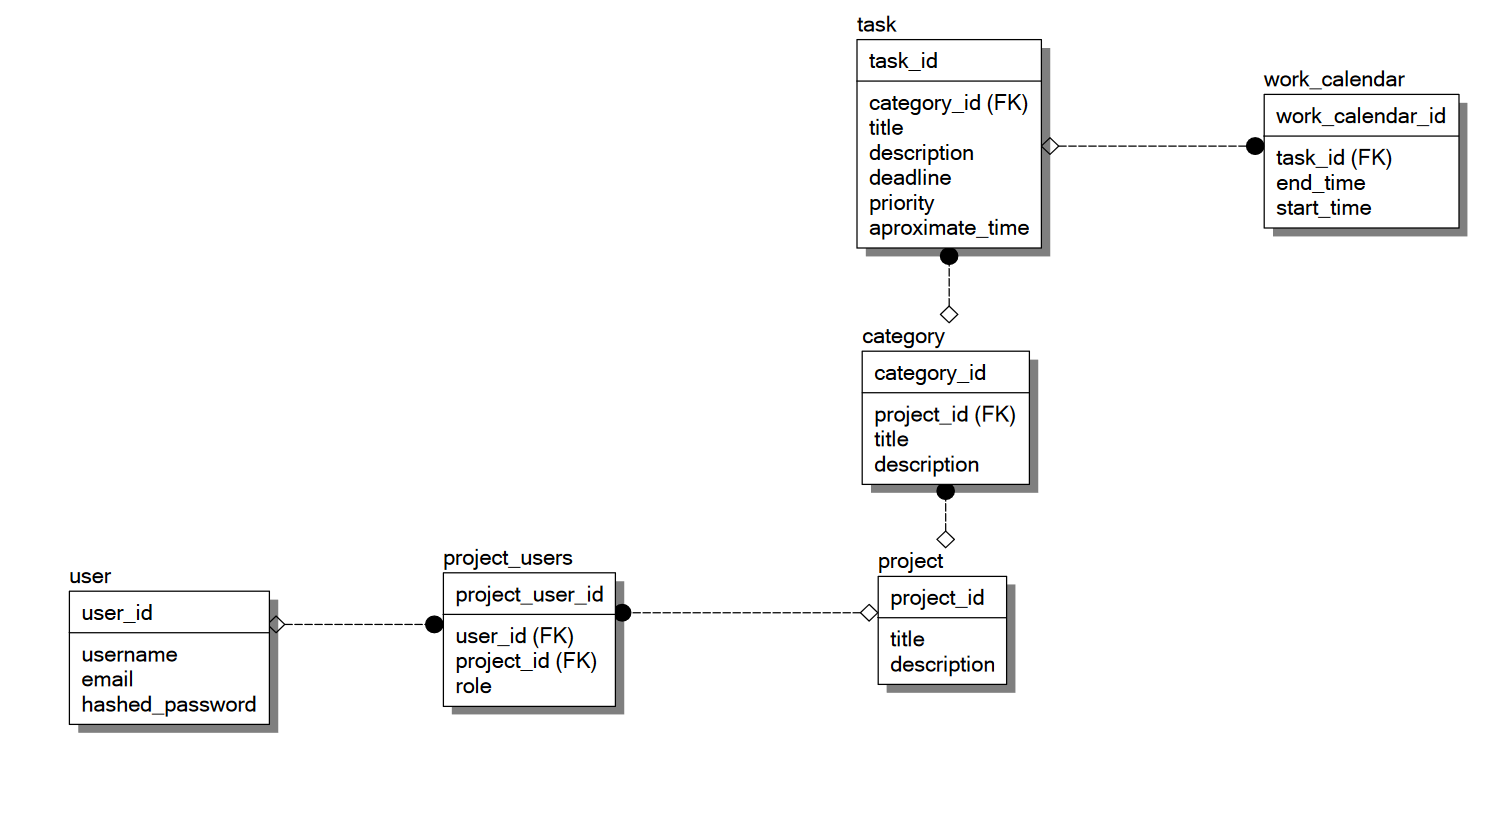 task
task_id
category_id (FK)
title
description
deadline
priority
aproximate_time
work_calendar
work_calendar_id
task_id (FK)
end_time
start_time
category
category_id
project_id (FK)
title
description
project
project_id
title
description
project_users
project_user_id
user_id (FK)
project_id (FK)
role
user
user_id
username
email
hashed_password